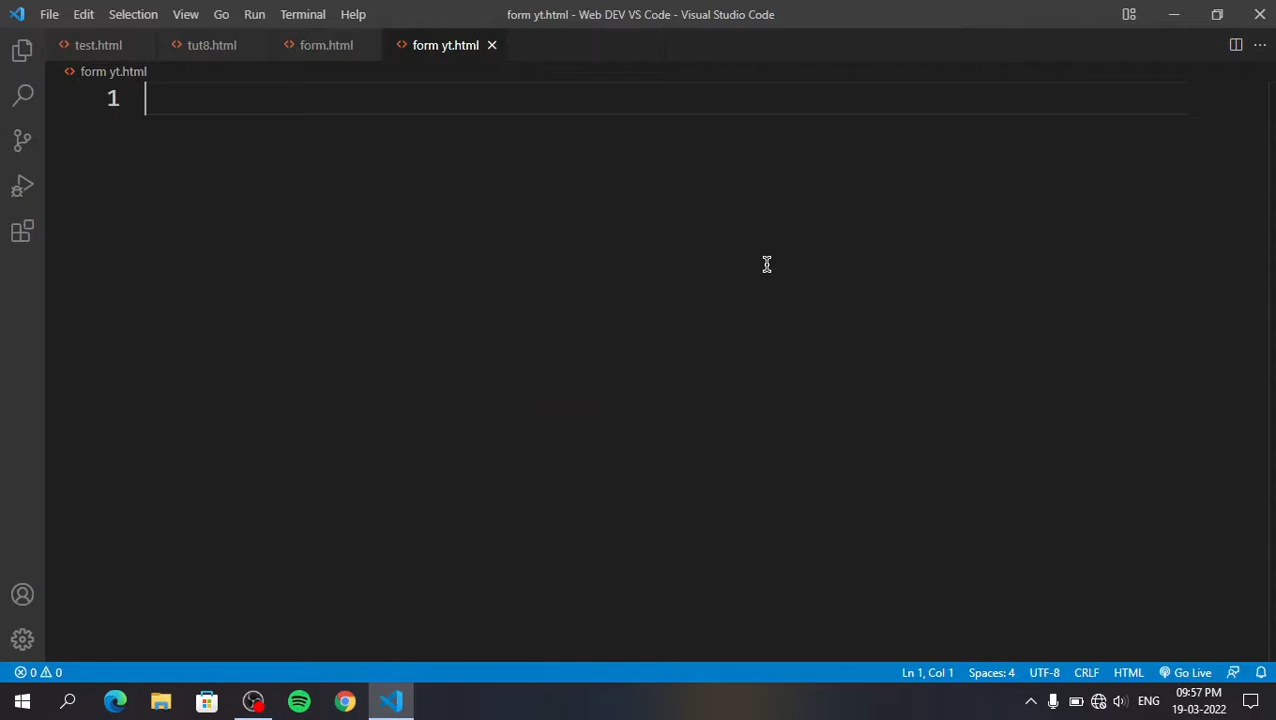 File Edit Selection View Go Run Terminal Help form yt.html - Web DEV VS Code - Visual Studio Code
test.html tut8.html form.html form yt.html
form yt.html
1
0 0 Ln 1, Col 1 Spaces: 4 UTF-8 CRLF HTML Go Live
ENG 09:57 PM
19-03-2022